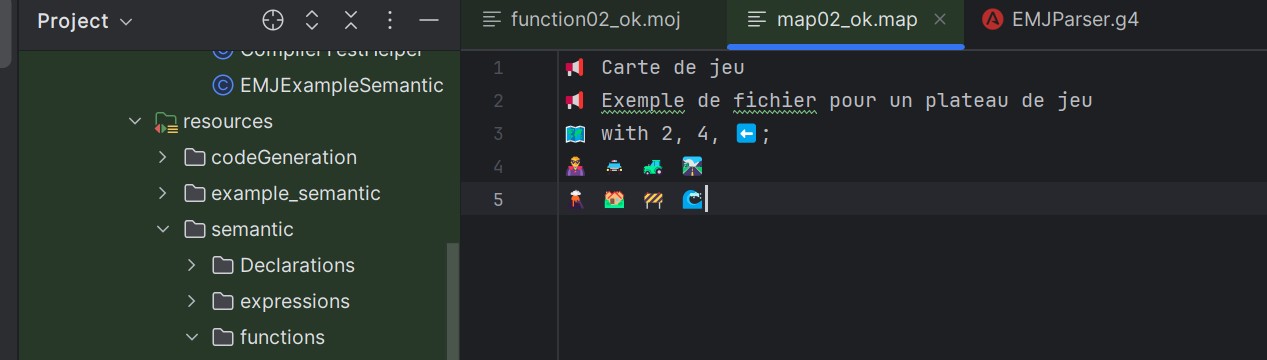 Project
function02_ok.moj
map02_ok.map
EMJParser.g4
EMJExampleSemantic
resources
codeGeneration
example_semantic
semantic
Declarations
expressions
functions
1 📢 Carte de jeu
2 📢 Exemple de fichier pour un plateau de jeu
3 🗺️ with 2, 4, ⬅️;
4
5